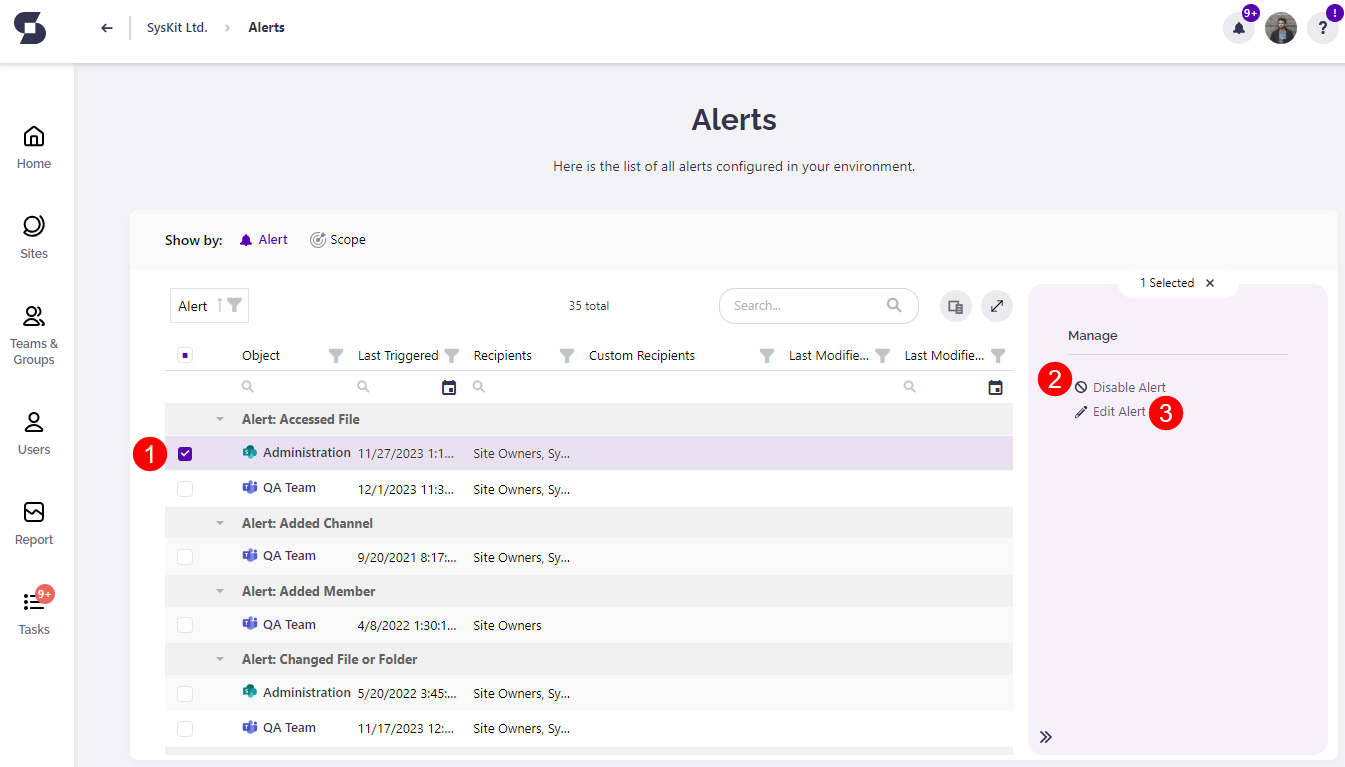 SysKit Ltd. > Alerts
9+
!
?
Home
Sites
Teams &
Groups
Users
Report
9+
Tasks
Alerts
Here is the list of all alerts configured in your environment.
Show by: Alert Scope
Alert
35 total
Search...
1 Selected
Object Last Triggered Recipients Custom Recipients Last Modifie... Last Modifie...
Alert: Accessed File
1 Administration 11/27/2023 1:1... Site Owners, Sy...
QA Team 12/1/2023 11:3... Site Owners, Sy...
Alert: Added Channel
QA Team 9/20/2021 8:17:... Site Owners, Sy...
Alert: Added Member
QA Team 4/8/2022 1:30:1... Site Owners
Alert: Changed File or Folder
Administration 5/20/2022 3:45:... Site Owners, Sy...
QA Team 11/17/2023 12:... Site Owners, Sy...
Manage
2 Disable Alert
Edit Alert 3